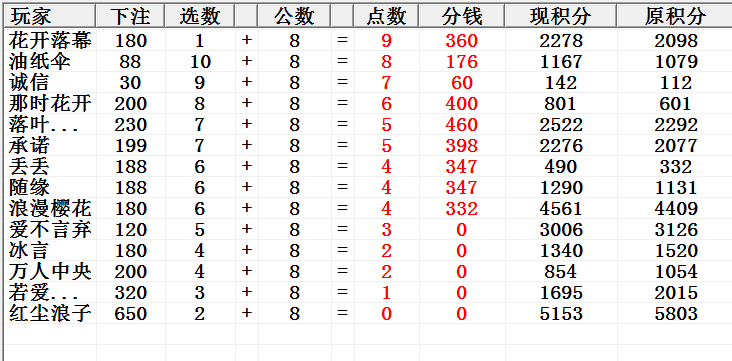 玩家 下注 选数 公数 点数 分钱 现积分 原积分
花开落幕 180 1 + 8 = 9 360 2278 2098
油纸伞 88 10 + 8 = 8 176 1167 1079
诚信 30 9 + 8 = 7 60 142 112
那时花开 200 8 + 8 = 6 400 801 601
落叶... 230 7 + 8 = 5 460 2522 2292
承诺 199 7 + 8 = 5 398 2276 2077
丢丢 188 6 + 8 = 4 347 490 332
随缘 188 6 + 8 = 4 347 1290 1131
浪漫樱花 180 6 + 8 = 4 332 4561 4409
爱不言弃 120 5 + 8 = 3 0 3006 3126
冰言 180 4 + 8 = 2 0 1340 1520
万人中央 200 4 + 8 = 2 0 854 1054
若爱... 320 3 + 8 = 1 0 1695 2015
红尘浪子 650 2 + 8 = 0 0 5153 5803